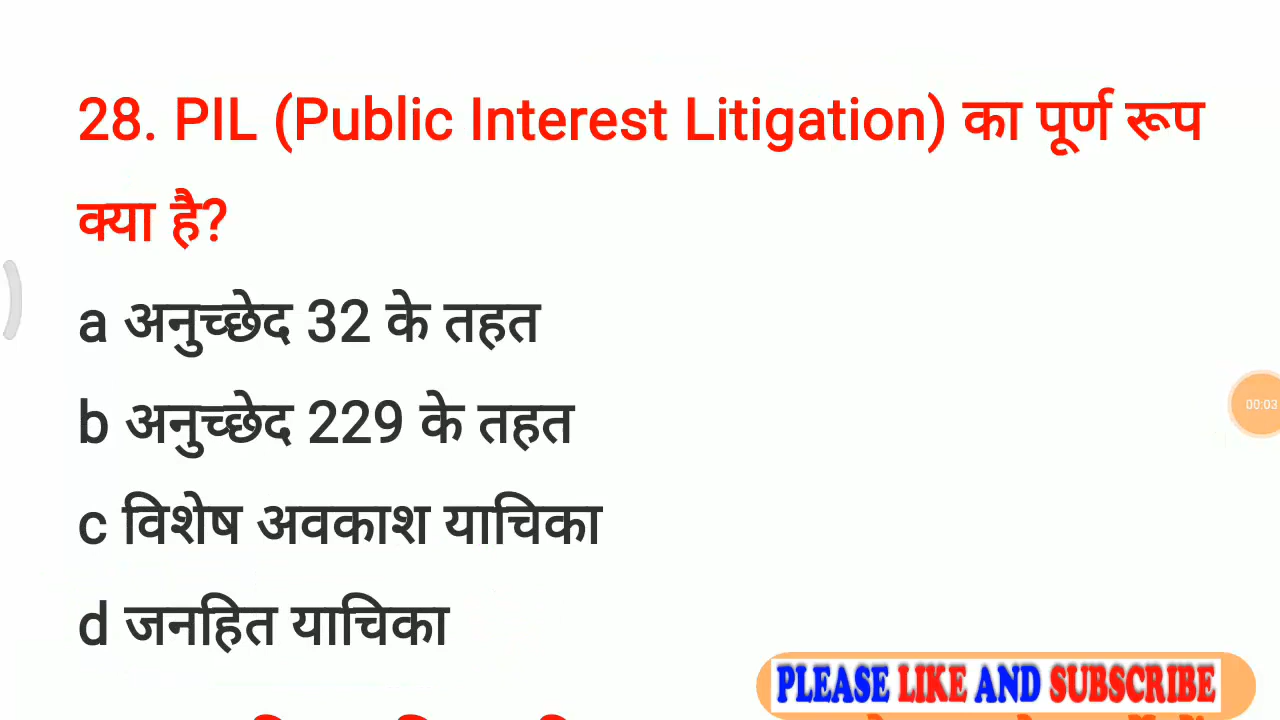 28. PIL (Public Interest Litigation) का पूर्ण रूप
क्या है?
a अनुच्छेद 32 के तहत
b अनुच्छेद 229 के तहत
00:03
c विशेष अवकाश याचिका
d जनहित याचिका
PLEASE LIKE AND SUBSCRIBE